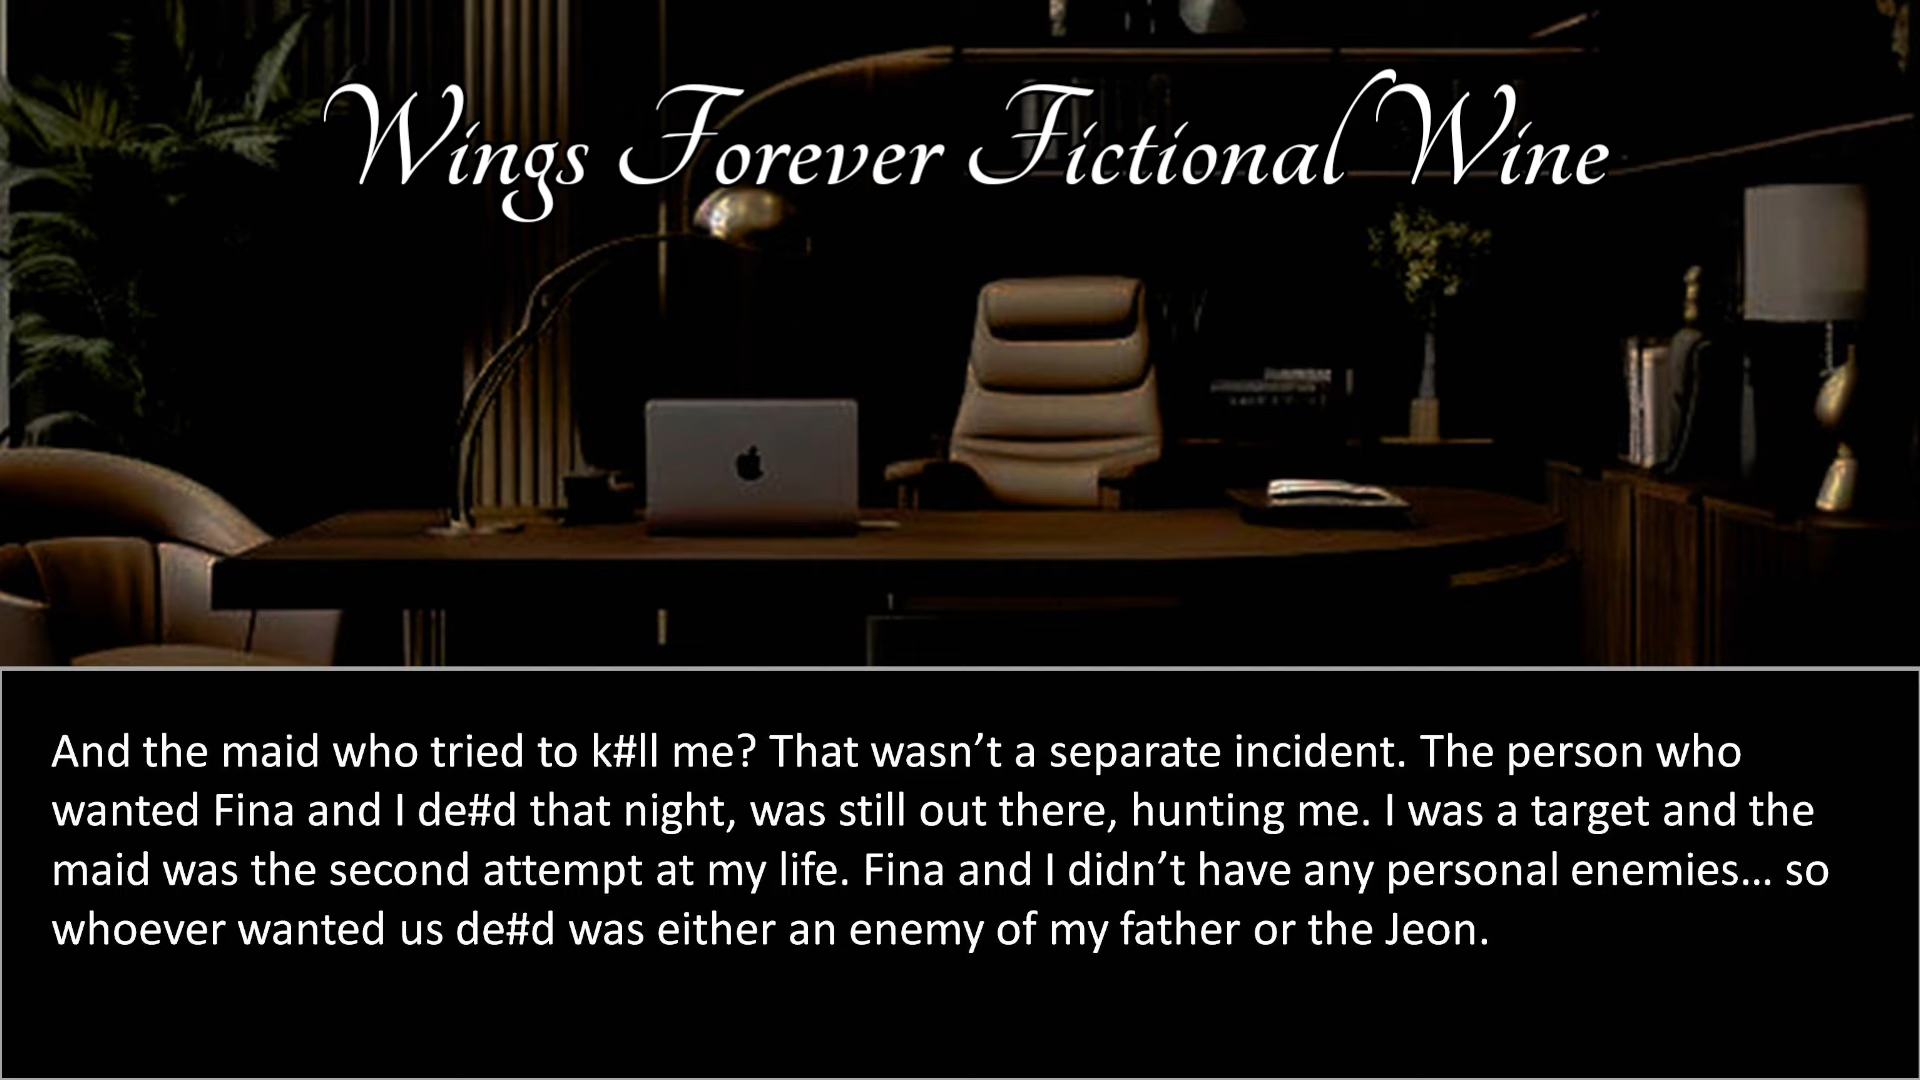 Wings Forever Fictional Wine
And the maid who tried to k#ll me? That wasn’t a separate incident. The person who
wanted Fina and I de#d that night, was still out there, hunting me. I was a target and the
maid was the second attempt at my life. Fina and I didn’t have any personal enemies… so
whoever wanted us de#d was either an enemy of my father or the Jeon.